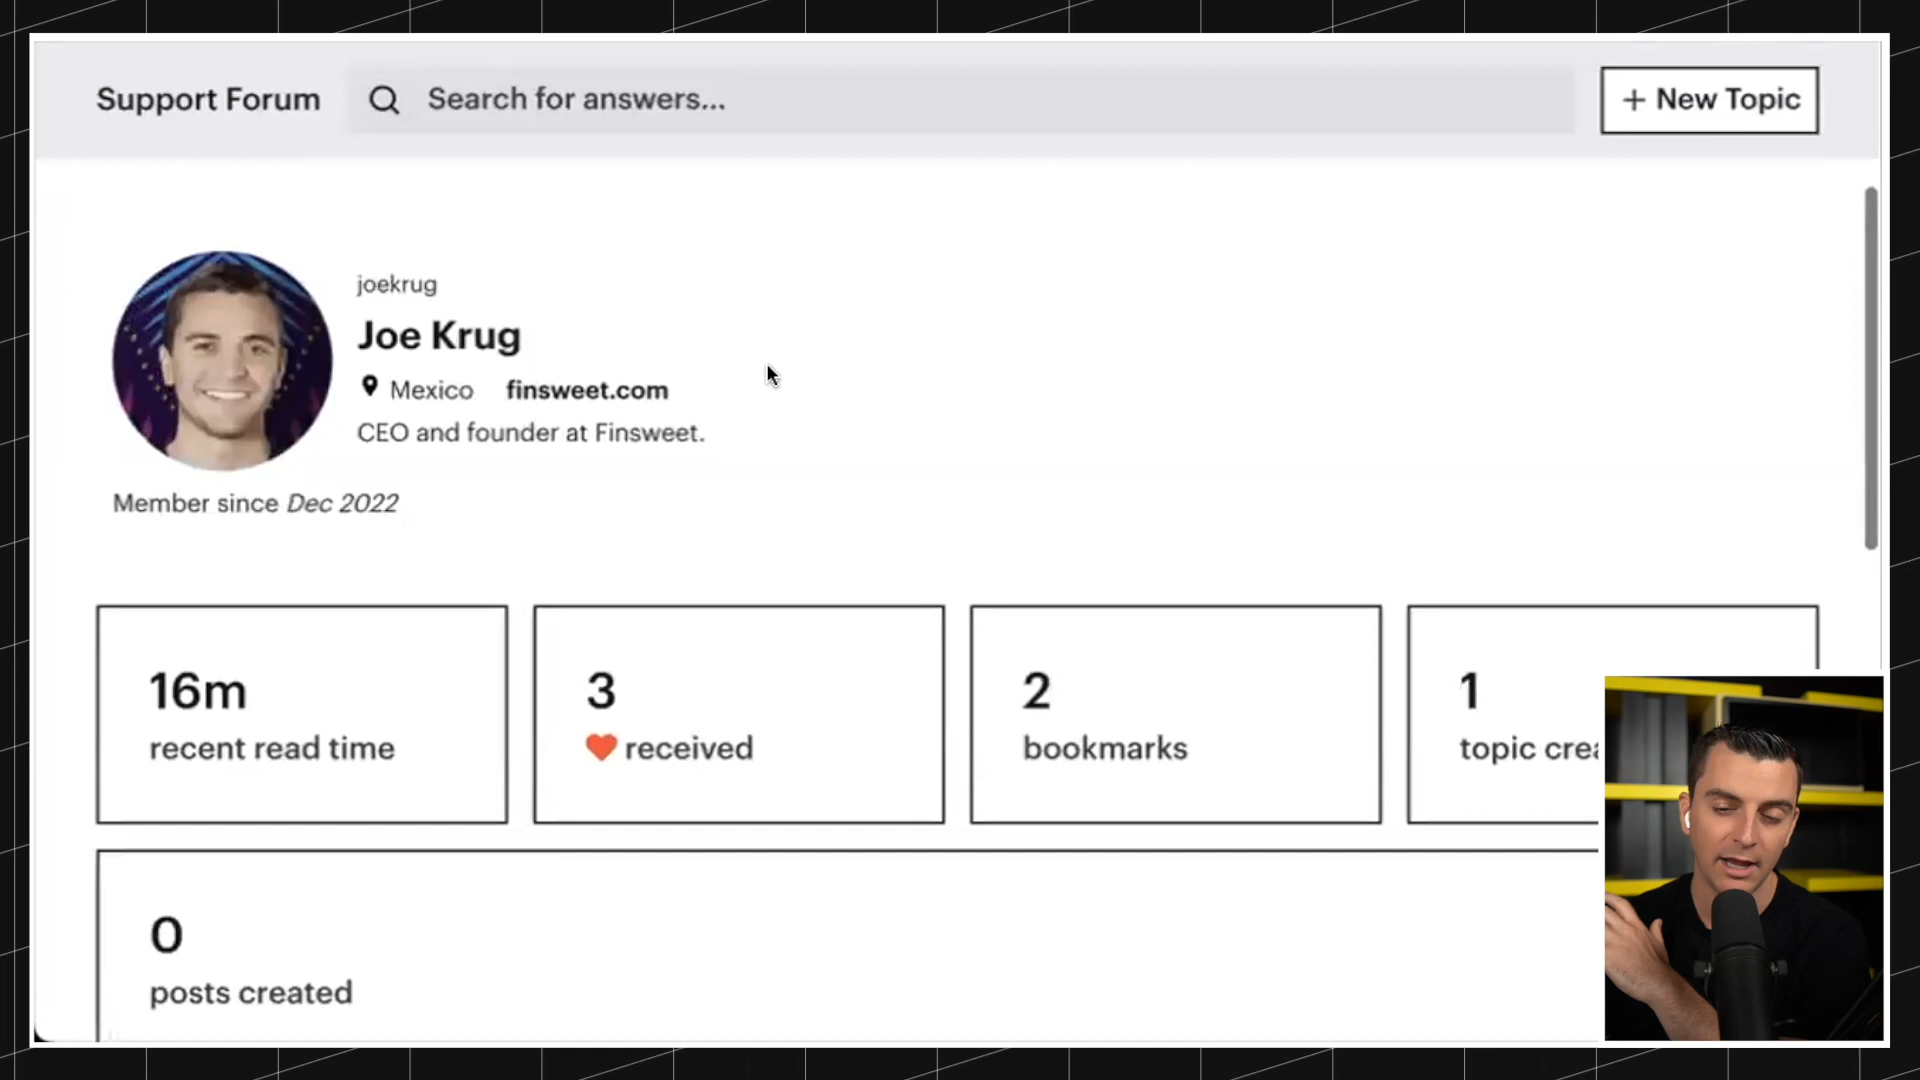 Support Forum
Search for answers...
+ New Topic
joekrug
Joe Krug
Mexico finsweet.com
CEO and founder at Finsweet.
Member since Dec 2022
16m
recent read time
3
received
2
bookmarks
1
topic
0
posts created